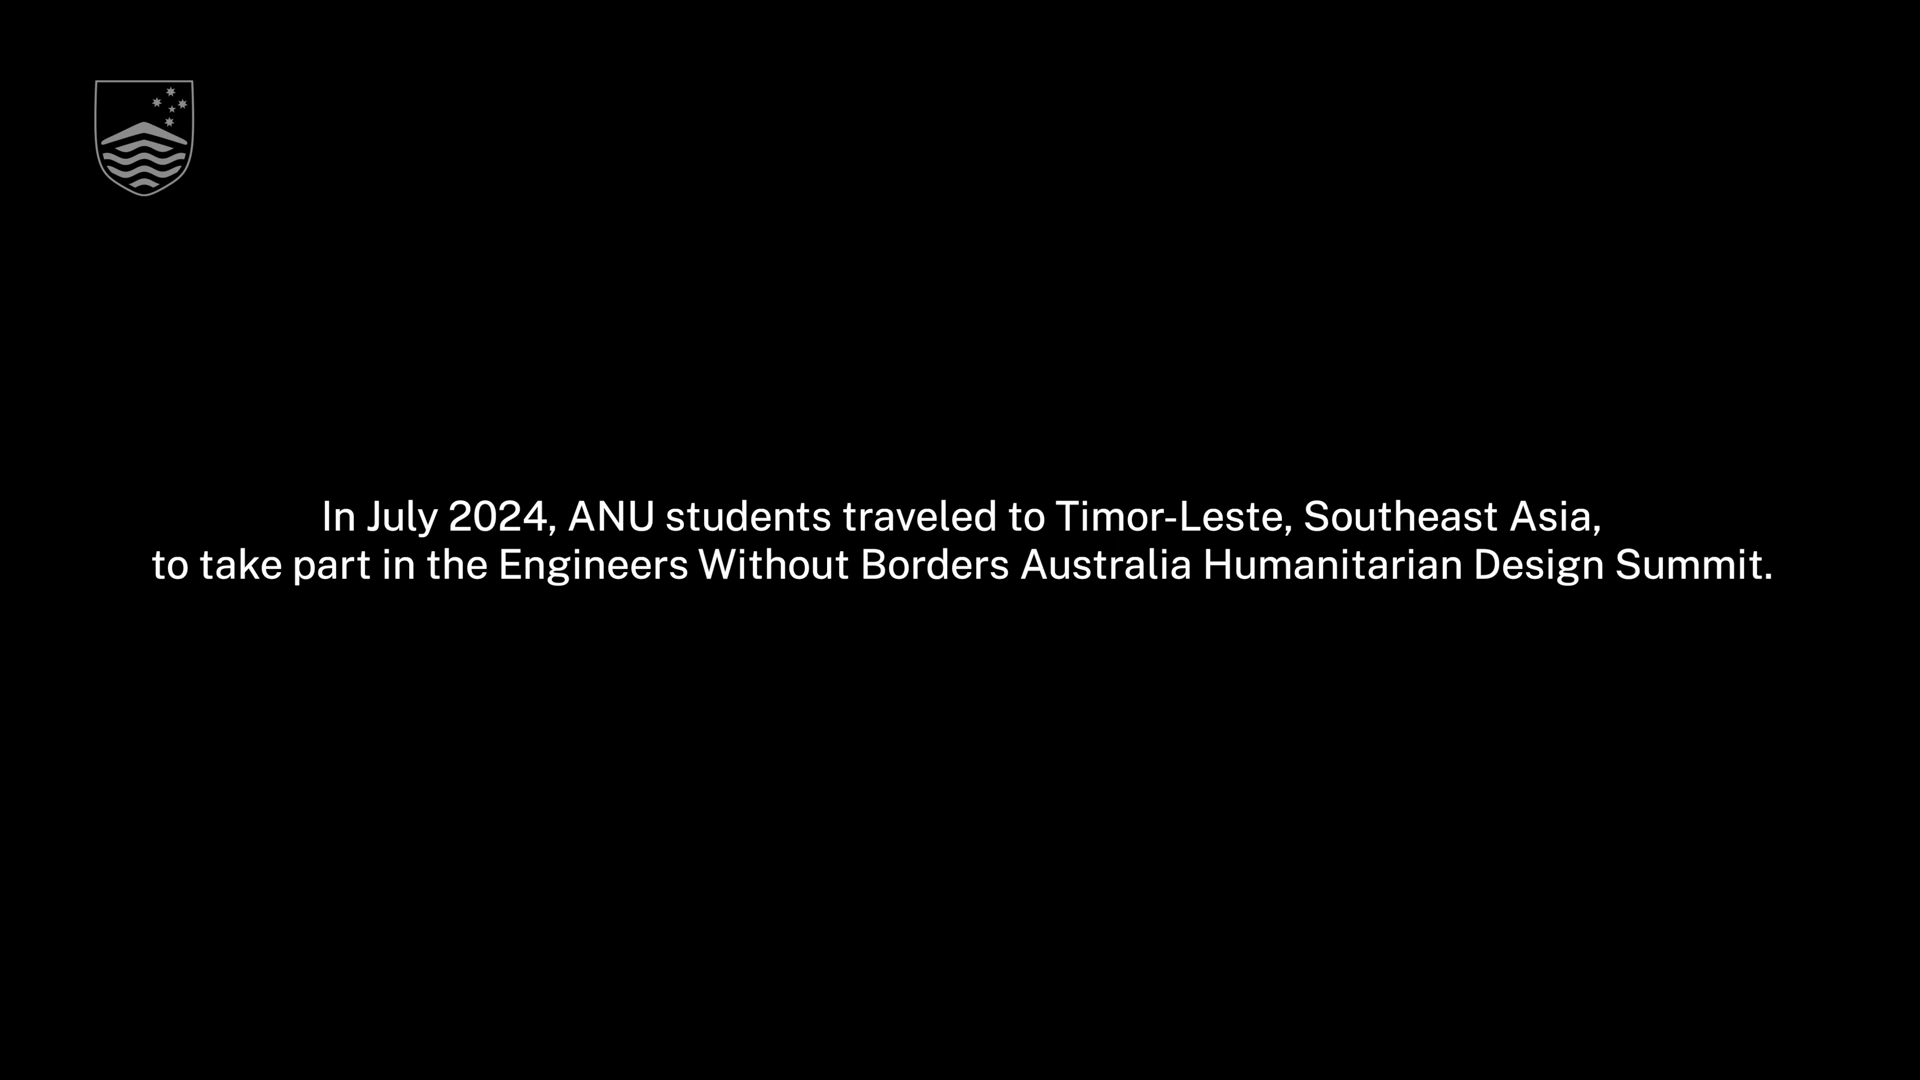 In July 2024, ANU students traveled to Timor-Leste, Southeast Asia,
to take part in the Engineers Without Borders Australia Humanitarian Design Summit.